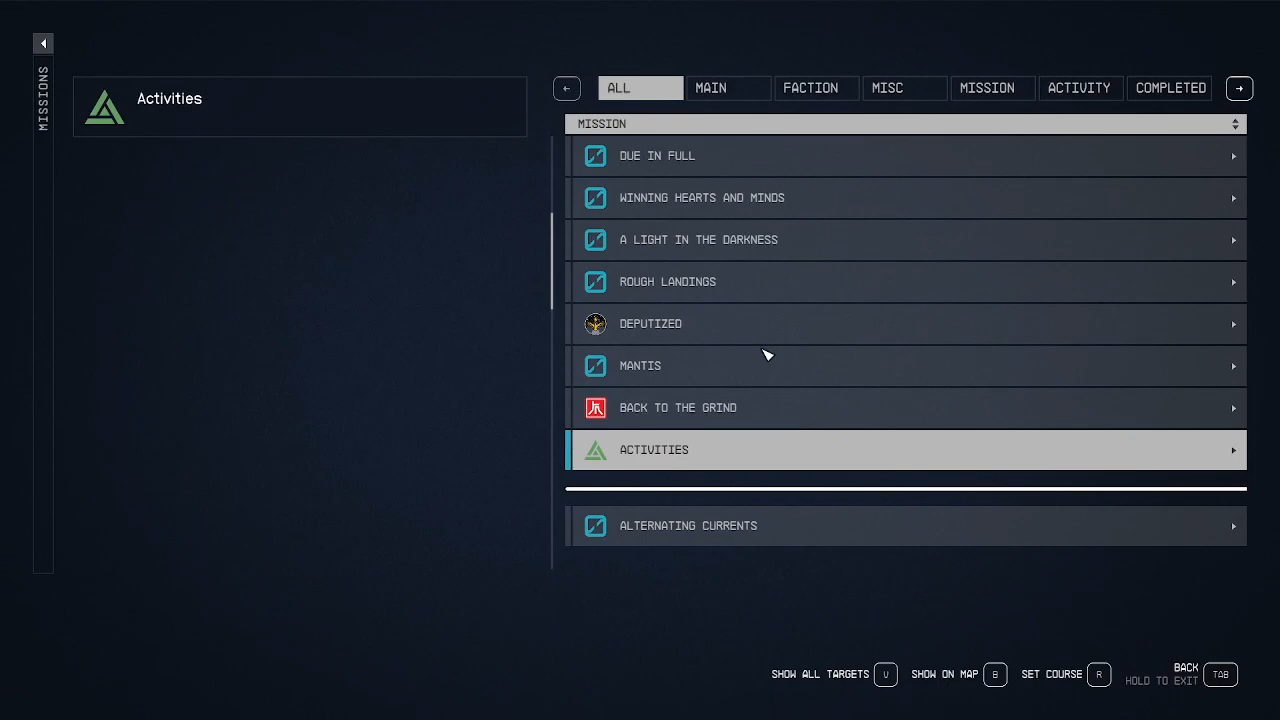 MISSIONS
Activities
ALL MAIN FACTION MISC MISSION ACTIVITY COMPLETED
MISSION
DUE IN FULL
WINNING HEARTS AND MINDS
A LIGHT IN THE DARKNESS
ROUGH LANDINGS
DEPUTIZED
MANTIS
BACK TO THE GRIND
ACTIVITIES
ALTERNATING CURRENTS
SHOW ALL TARGETS V SHOW ON MAP B SET COURSE R BACK TAB
HOLD TO EXIT